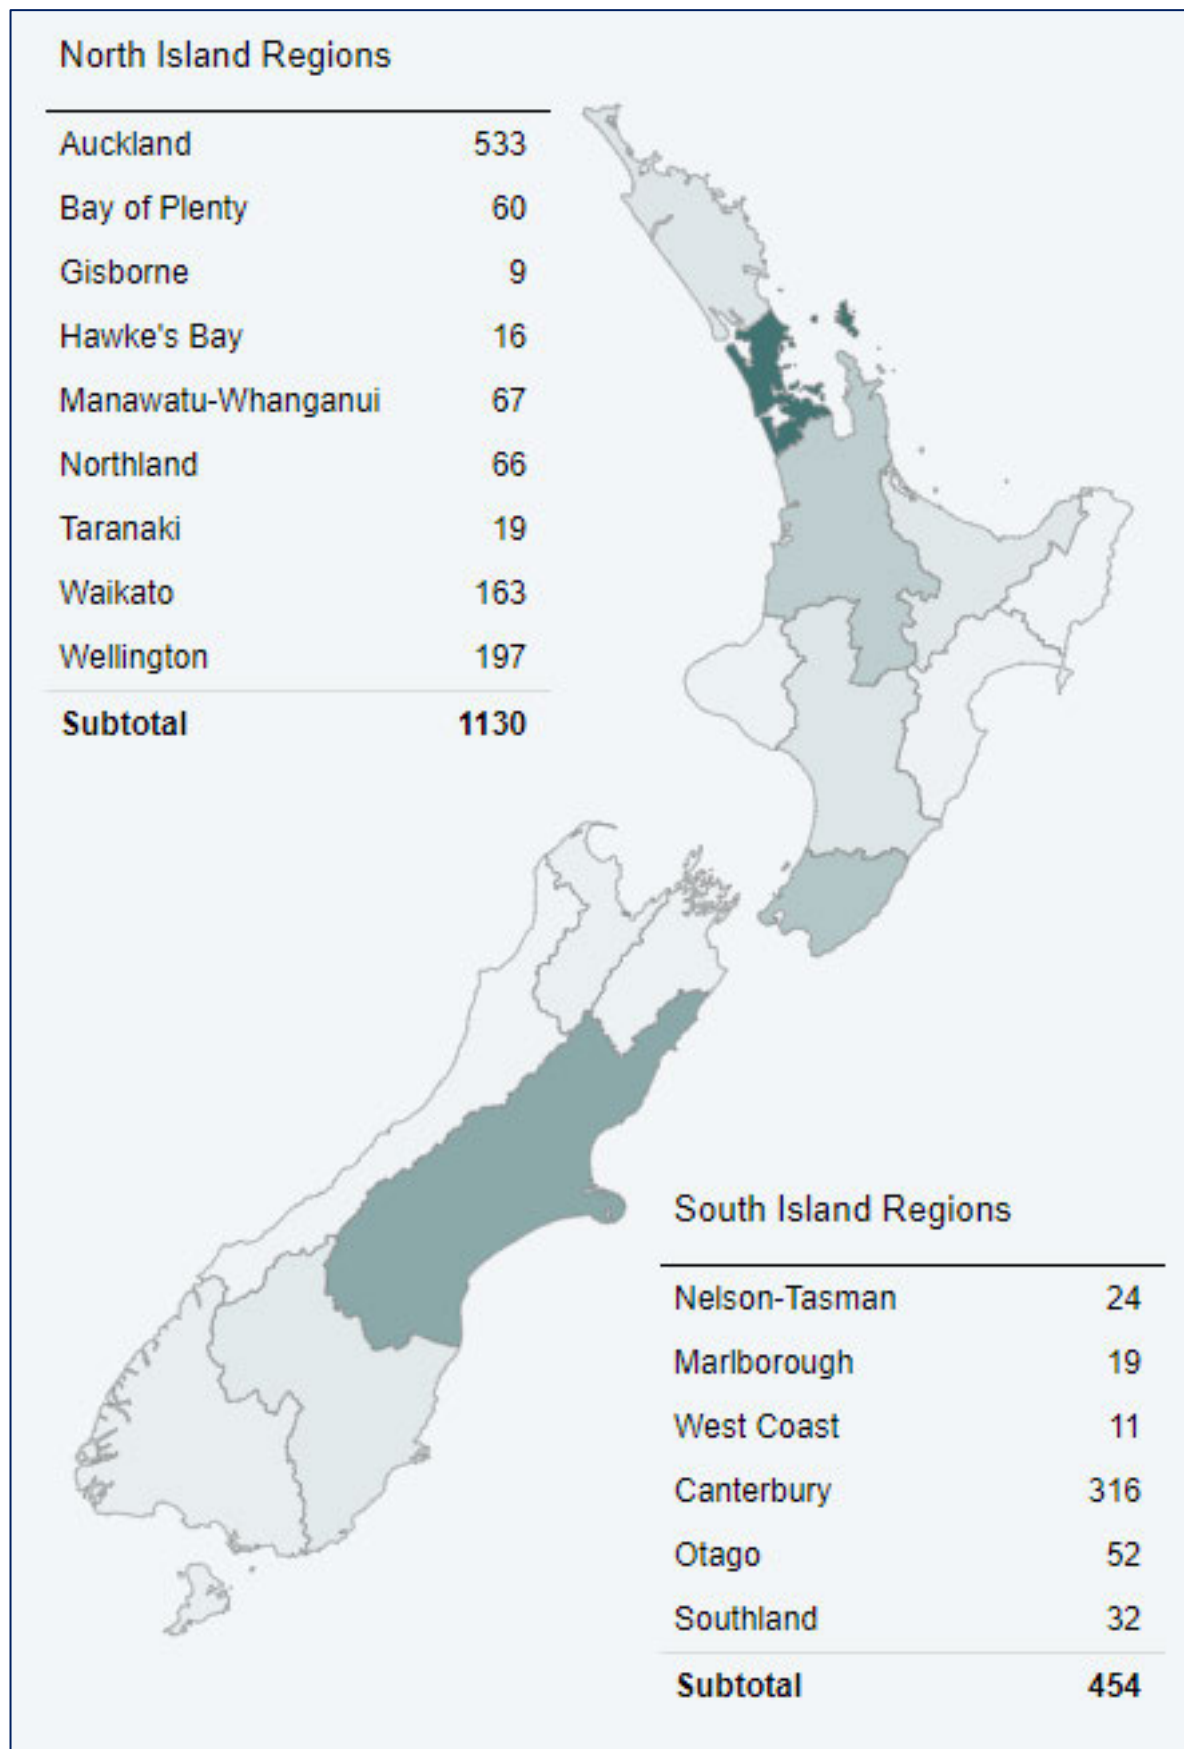 North Island Regions
Auckland 533
Bay of Plenty 60
Gisborne 9
Hawke's Bay 16
Manawatu-Whanganui 67
Northland 66
Taranaki 19
Waikato 163
Wellington 197
Subtotal 1130
South Island Regions
Nelson-Tasman 24
Marlborough 19
West Coast 11
Canterbury 316
Otago 52
Southland 32
Subtotal 454